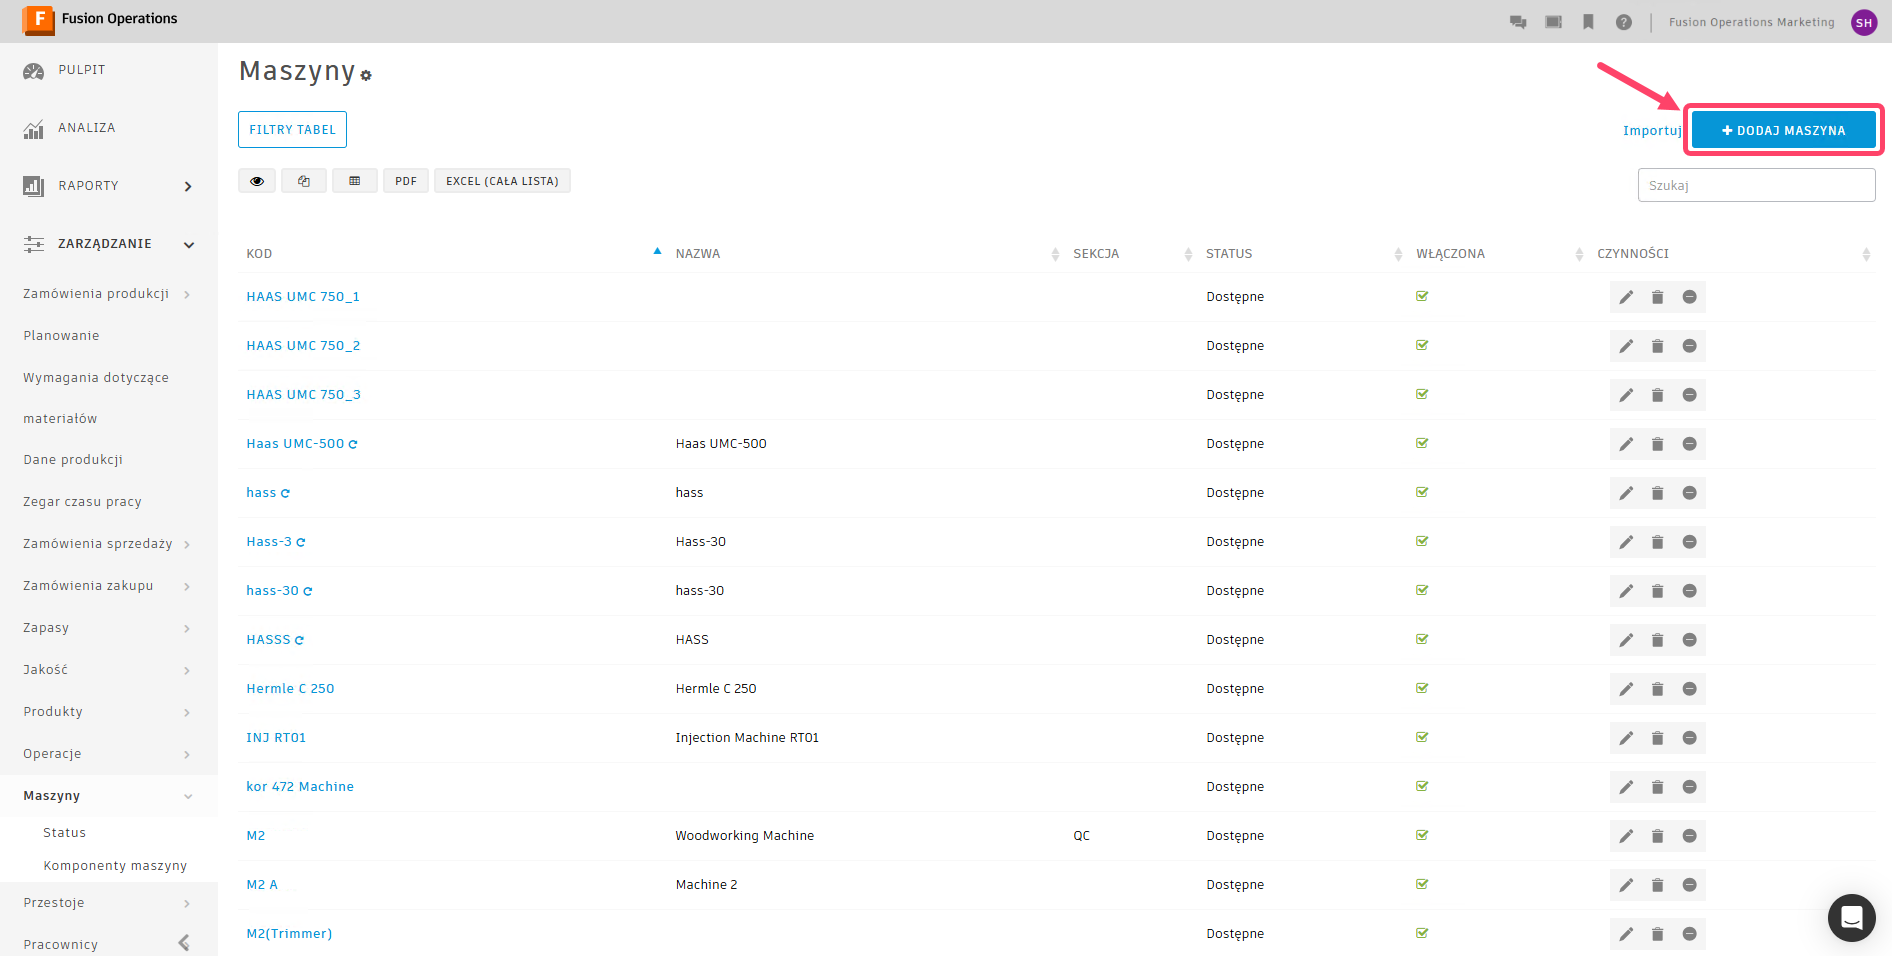 F Fusion Operations
Fusion Operations Marketing SH
PULPIT
ANALIZA
RAPORTY
ZARZĄDZANIE
Zamówienia produkcji
Planowanie
Wymagania dotyczące
materiałów
Dane produkcji
Zegar czasu pracy
Zamówienia sprzedaży
Zamówienia zakupu
Zapasy
Jakość
Produkty
Operacje
Maszyny
Status
Komponenty maszyny
Przestoje
Pracownicy
Maszyny
FILTRY TABEL
Importuj
DODAJ MASZYNA
PDF
EXCEL (CAŁA LISTA)
Szukaj
KOD NAZWA SEKCJA STATUS WŁĄCZONA CZYNNOŚCI
HAAS UMC 750_1 Dostępne
HAAS UMC 750_2 Dostępne
HAAS UMC 750_3 Dostępne
Haas UMC-500 Haas UMC-500 Dostępne
hass hass Dostępne
Hass-3 Hass-30 Dostępne
hass-30 hass-30 Dostępne
HASSS HASS Dostępne
Hermle C 250 Hermle C 250 Dostępne
INJ RT01 Injection Machine RT01 Dostępne
kor 472 Machine Dostępne
M2 Woodworking Machine QC Dostępne
M2 A Machine 2 Dostępne
M2(Trimmer) Dostępne